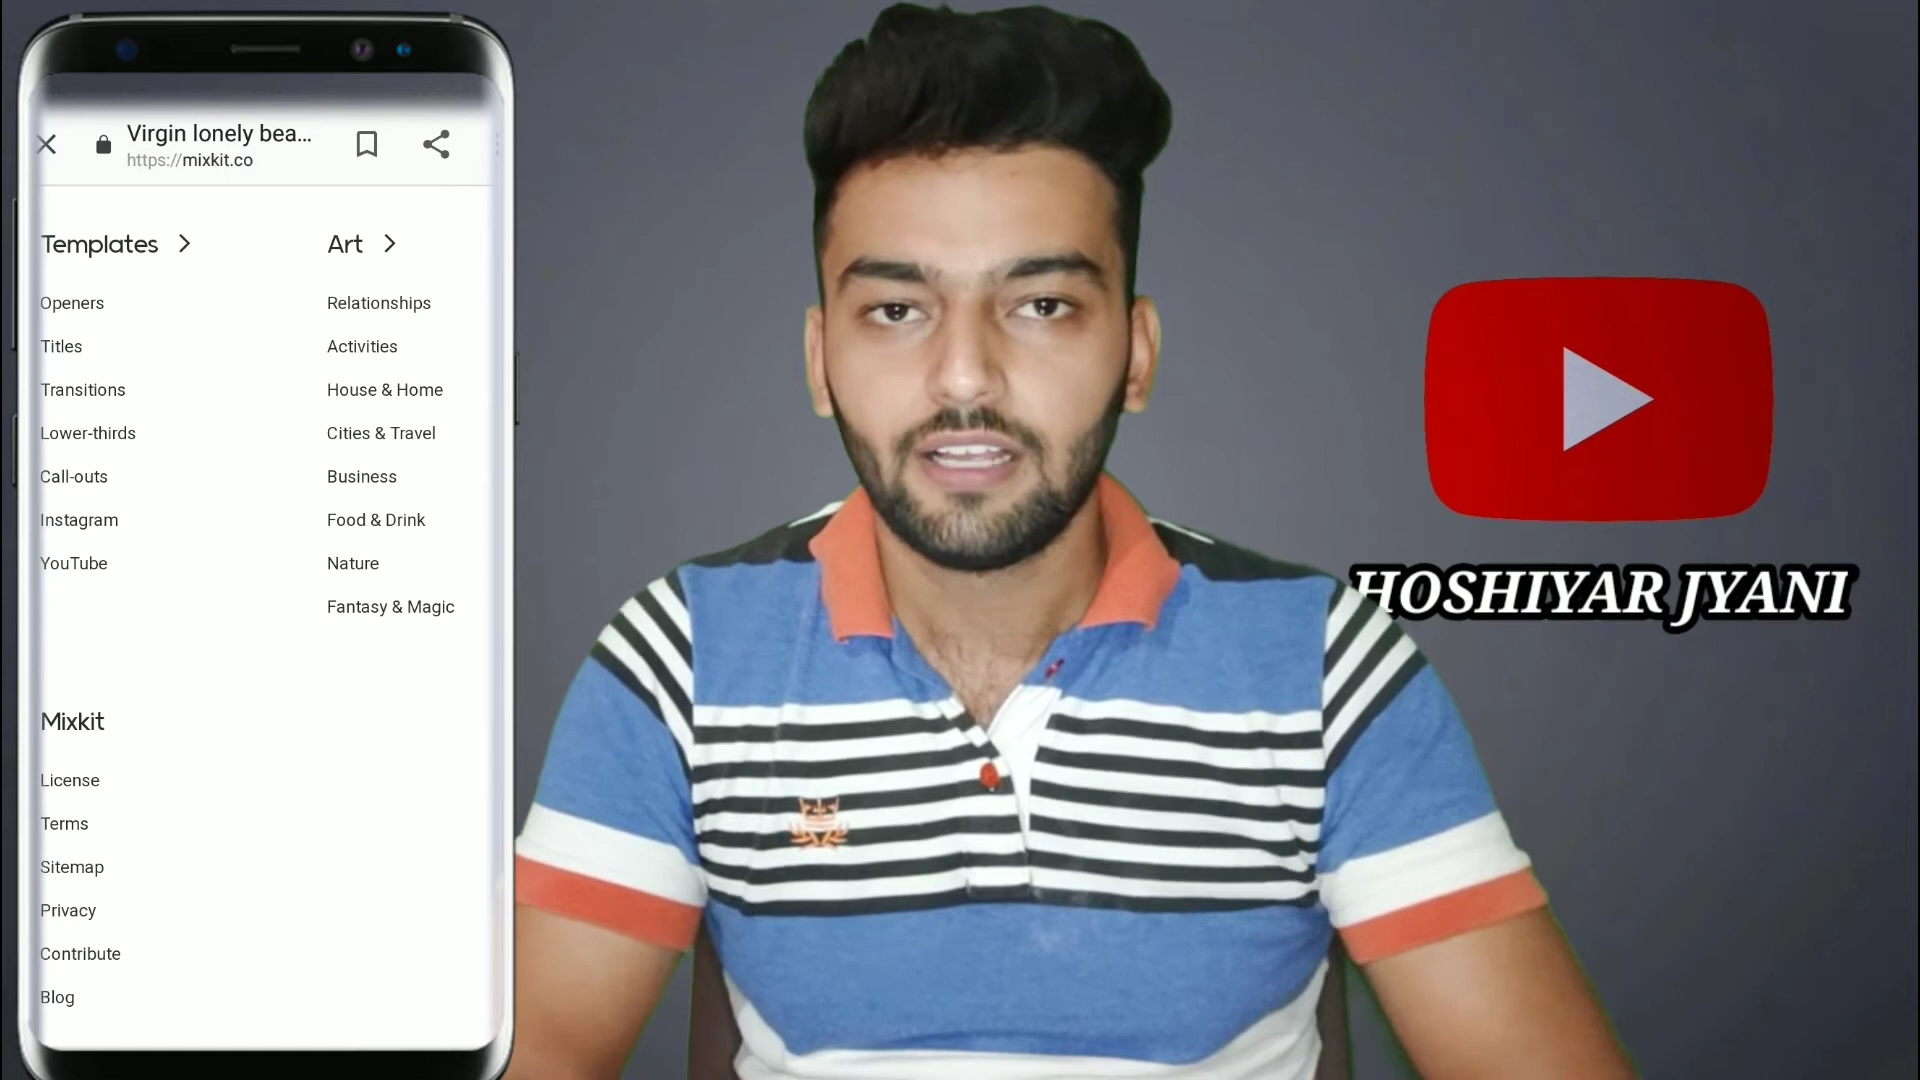 Virgin lonely bea...
https://mixkit.co
Templates
Openers
Titles
Transitions
Lower-thirds
Call-outs
Instagram
YouTube
Art
Relationships
Activities
House & Home
Cities & Travel
Business
Food & Drink
Nature
Fantasy & Magic
Mixkit
License
Terms
Sitemap
Privacy
Contribute
Blog
HOSHIYAR JYANI